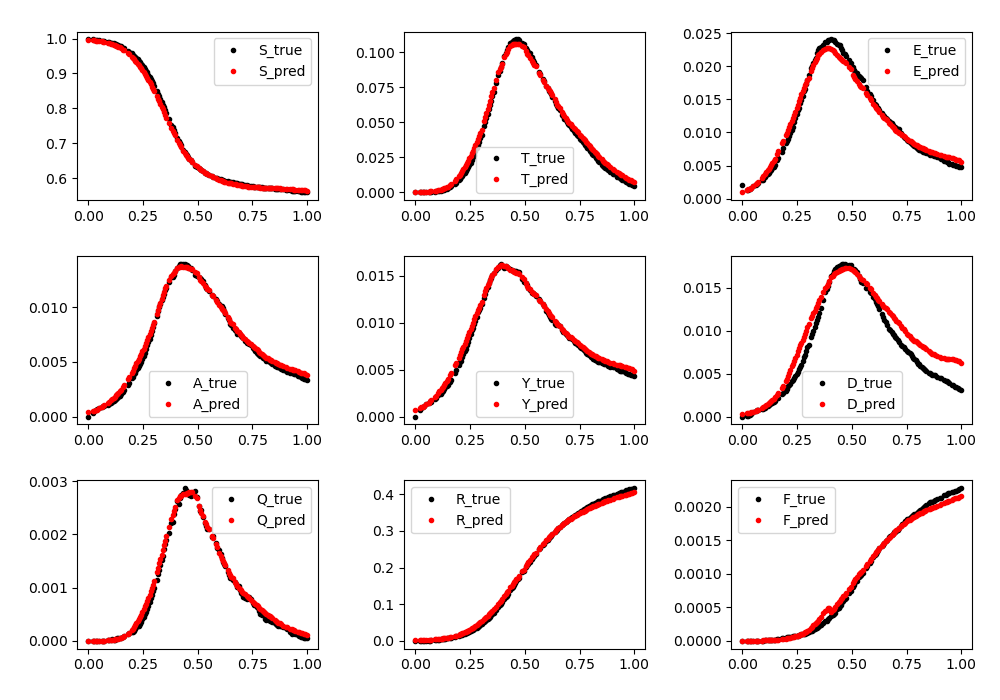 1.0
0.9
0.8
0.7
0.6
0.00 0.25 0.50 0.75 1.00
S_true
S_pred
0.100
0.075
0.050
0.025
0.000
0.00 0.25 0.50 0.75 1.00
T_true
T_pred
0.025
0.020
0.015
0.010
0.005
0.000
0.00 0.25 0.50 0.75 1.00
E_true
E_pred
0.010
0.005
0.000
0.00 0.25 0.50 0.75 1.00
A_true
A_pred
0.015
0.010
0.005
0.000
0.00 0.25 0.50 0.75 1.00
Y_true
Y_pred
0.015
0.010
0.005
0.000
0.00 0.25 0.50 0.75 1.00
D_true
D_pred
0.003
0.002
0.001
0.000
0.00 0.25 0.50 0.75 1.00
Q_true
Q_pred
0.4
0.3
0.2
0.1
0.0
0.00 0.25 0.50 0.75 1.00
R_true
R_pred
0.0020
0.0015
0.0010
0.0005
0.0000
0.00 0.25 0.50 0.75 1.00
F_true
F_pred